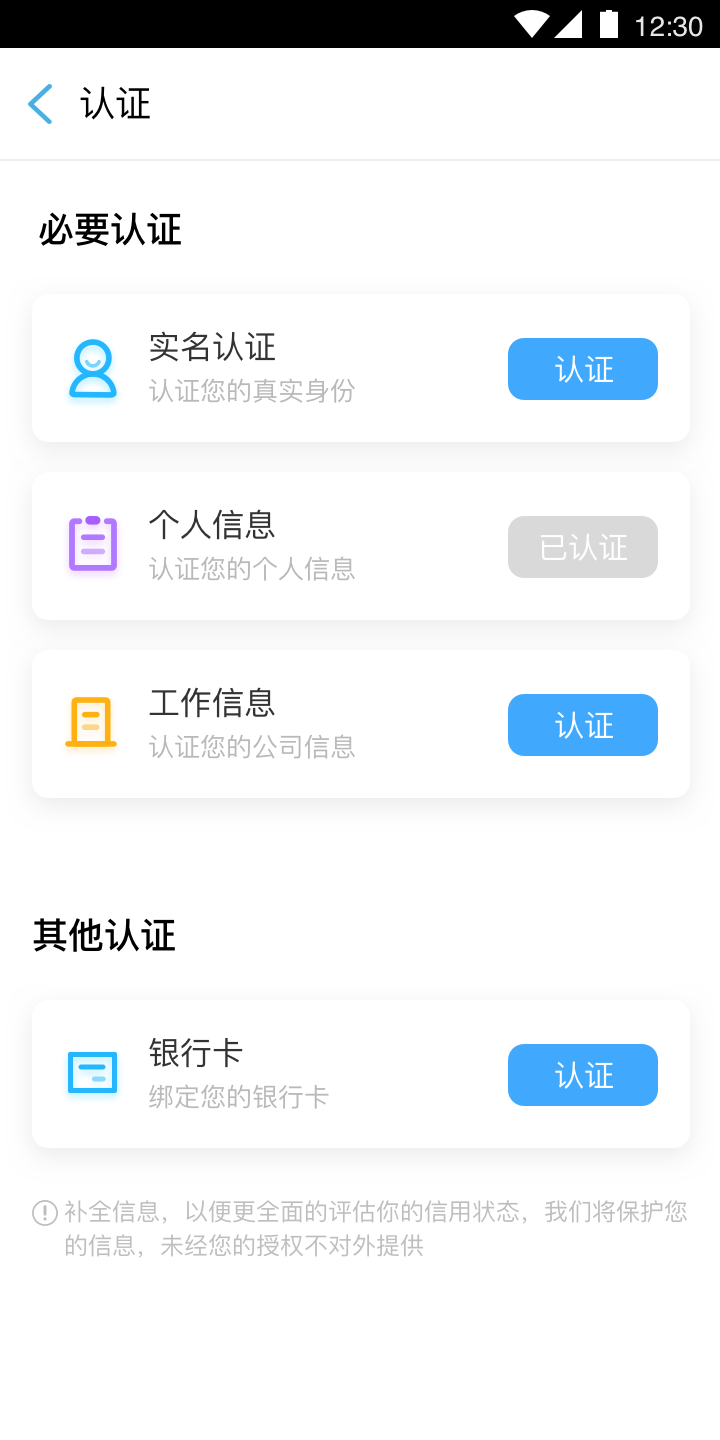 12:30
认证
必要认证
实名认证
认证您的真实身份
认证
个人信息
认证您的个人信息
已认证
工作信息
认证您的公司信息
认证
其他认证
银行卡
绑定您的银行卡
认证
补全信息，以便更全面的评估你的信用状态，我们将保护您
的信息，未经您的授权不对外提供